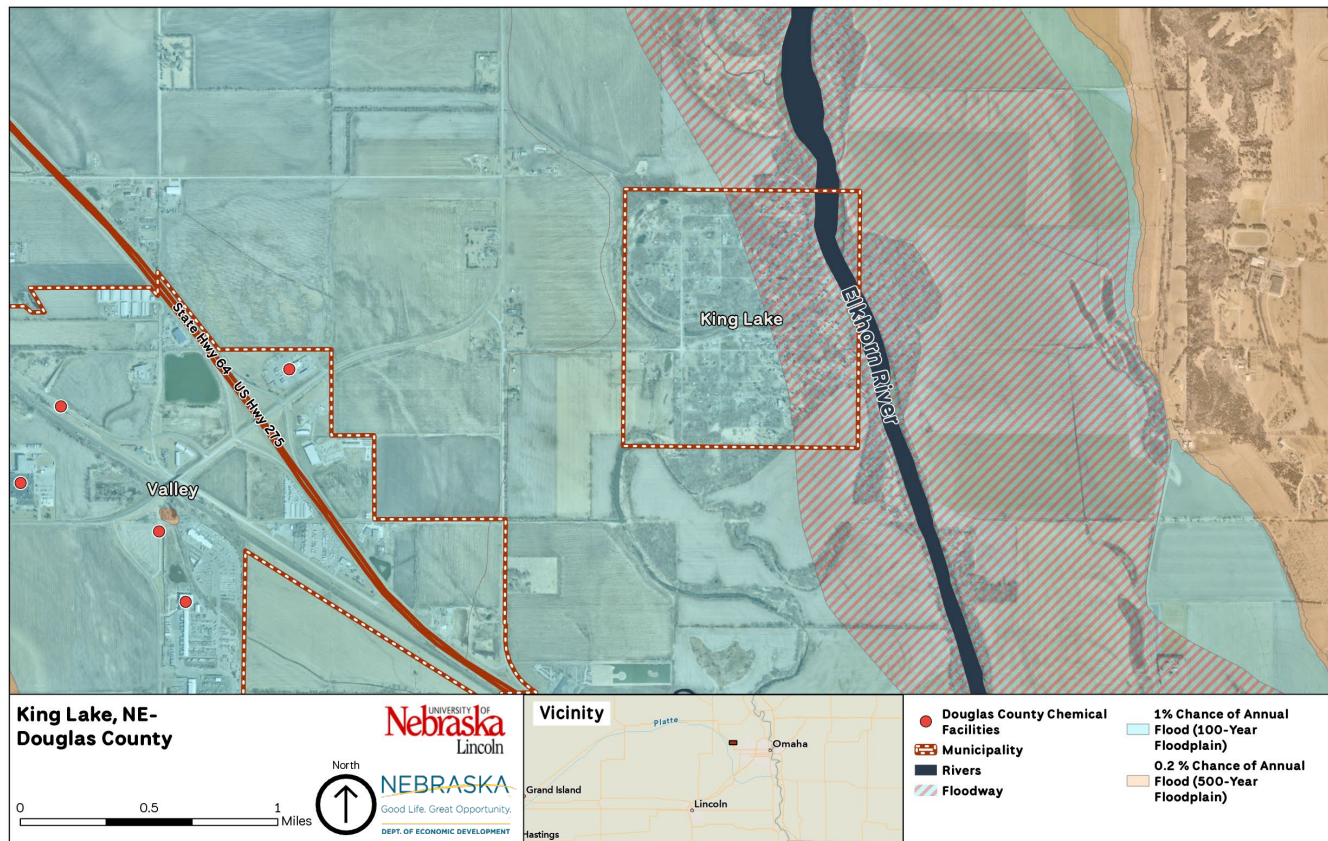 King Lake
Elkhorn River
State Hwy 64 US Hwy 275
Valley
King Lake, NE-
Douglas County
UNIVERSITY OF
Nebraska
Lincoln
North
NEBRASKA
Good Life. Great Opportunity.
DEPT. OF ECONOMIC DEVELOPMENT
0 0.5 1
Miles
Vicinity
Platte
Omaha
Grand Island
Lincoln
Hastings
Douglas County Chemical
Facilities
Municipality
Rivers
Floodway
1% Chance of Annual
Flood (100-Year
Floodplain)
0.2 % Chance of Annual
Flood (500-Year
Floodplain)